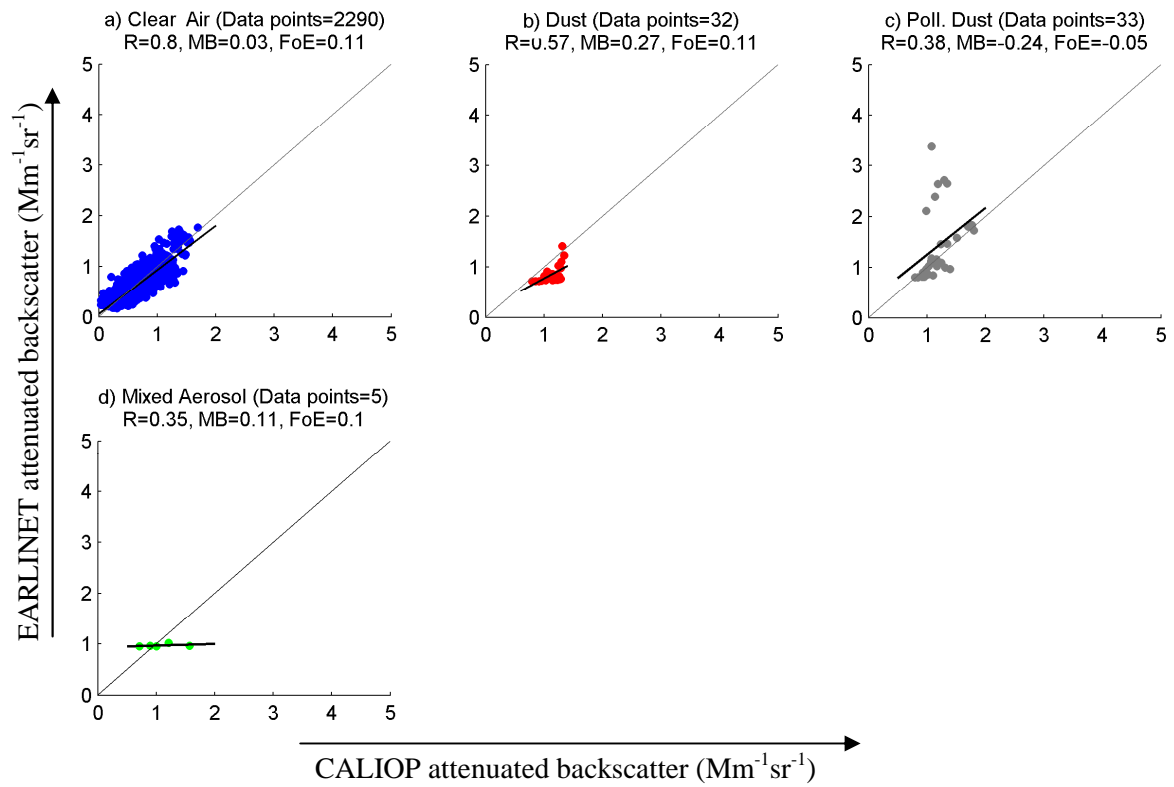 a) Clear Air (Data points=2290)
R=0.8, MB=0.03, FoE=0.11
b) Dust (Data points=32)
R=0.57, MB=0.27, FoE=0.11
c) Poll. Dust (Data points=33)
R=0.38, MB=-0.24, FoE=-0.05
5
4
3
2
1
0
0 1 2 3 4 5
5
4
3
2
1
0
0 1 2 3 4 5
5
4
3
2
1
0
0 1 2 3 4 5
d) Mixed Aerosol (Data points=5)
R=0.35, MB=0.11, FoE=0.1
5
4
3
2
1
0
0 1 2 3 4 5
EARLINET attenuated backscatter (Mm⁻¹sr⁻¹)
CALIOP attenuated backscatter (Mm⁻¹sr⁻¹)